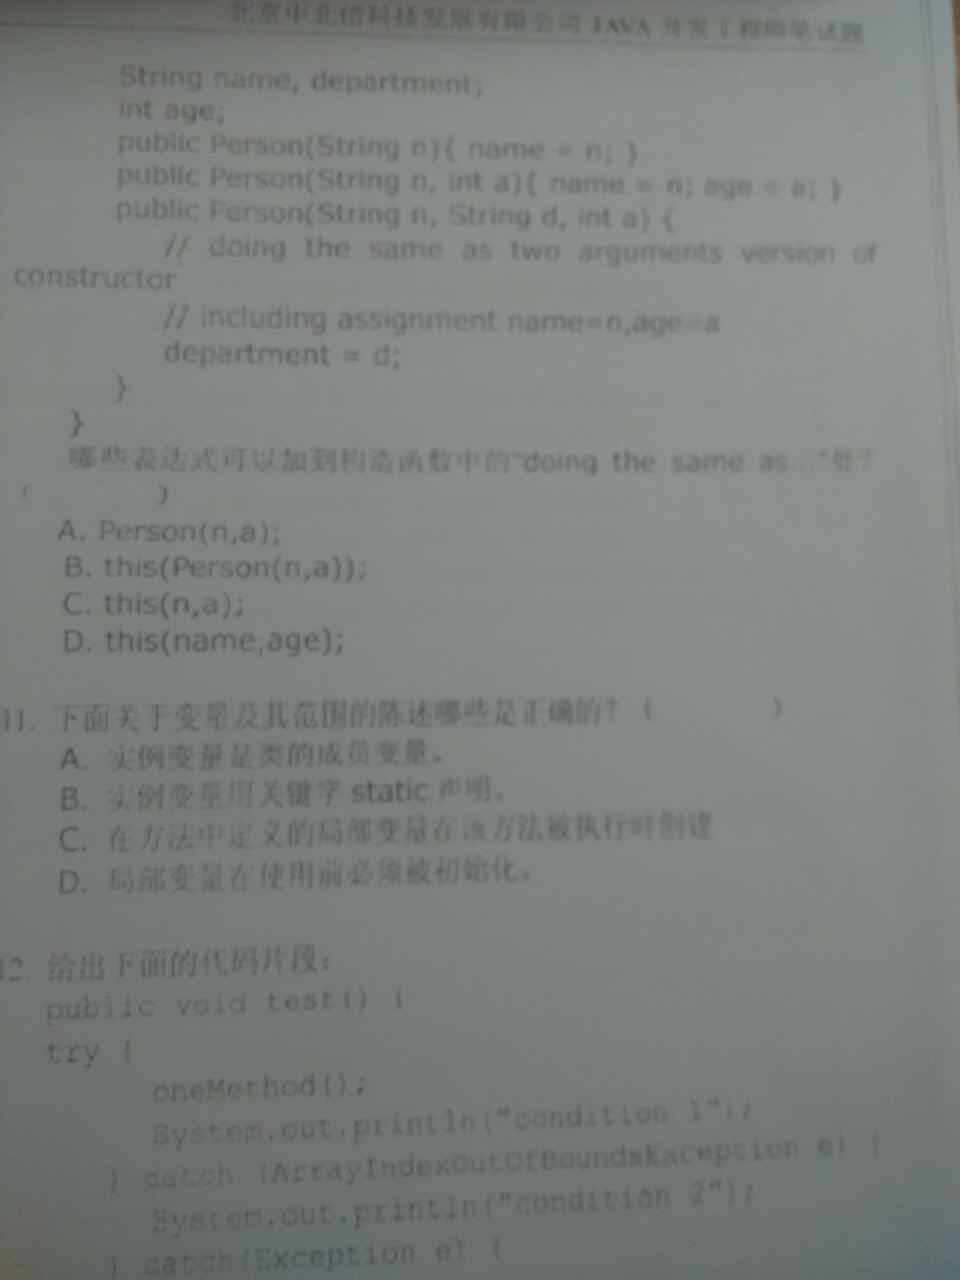 北京中北信科技发展有限公司 JAVA 开发工程师笔试题
String name, department;
int age;
public Person(String n){ name = n; }
public Person(String n, int a){ name = n; age = a; }
public Person(String n, String d, int a) {
// doing the same as two arguments version of
constructor
// including assignment name=n,age=a
department = d;
}
}
哪些表达式可以加到构造函数中的"doing the same as..."处?
( )
A. Person(n,a);
B. this(Person(n,a));
C. this(n,a);
D. this(name,age);
11. 下面关于变量及其范围的陈述哪些是正确的? ( )
A. 实例变量是类的成员变量。
B. 实例变量用关键字 static 声明。
C. 在方法中定义的局部变量在该方法被执行时创建
D. 局部变量在使用前必须被初始化。
12. 给出下面的代码片段:
public void test() {
try {
oneMethod();
System.out.println("condition 1");
} catch (ArrayIndexOutOfBoundsException e) {
System.out.println("condition 2");
} catch(Exception e) {